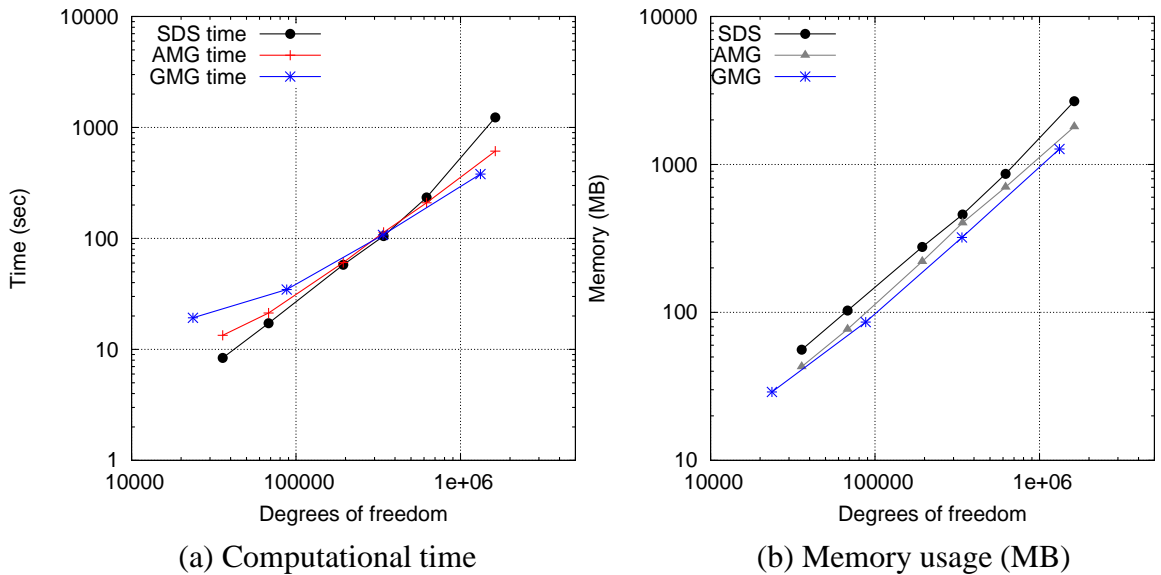 10000
1000
100
10
1
Time (sec)
SDS time
AMG time
GMG time
10000
100000
1e+06
Degrees of freedom
(a) Computational time
10000
1000
100
10
Memory (MB)
SDS
AMG
GMG
10000
100000
1e+06
Degrees of freedom
(b) Memory usage (MB)